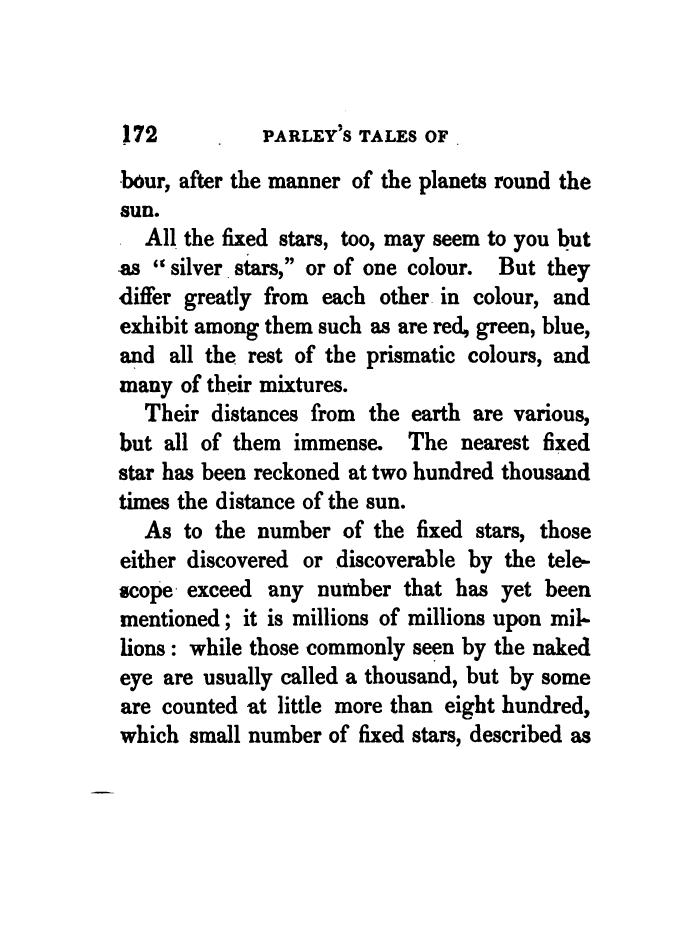 172 PARLEY'S TALES OF
bour, after the manner of the planets round the
sun.
All the fixed stars, too, may seem to you but
as “silver stars,” or of one colour. But they
differ greatly from each other in colour, and
exhibit among them such as are red, green, blue,
and all the rest of the prismatic colours, and
many of their mixtures.
Their distances from the earth are various,
but all of them immense. The nearest fixed
star has been reckoned at two hundred thousand
times the distance of the sun.
As to the number of the fixed stars, those
either discovered or discoverable by the tele-
scope exceed any number that has yet been
mentioned; it is millions of millions upon mil-
lions: while those commonly seen by the naked
eye are usually called a thousand, but by some
are counted at little more than eight hundred,
which small number of fixed stars, described as